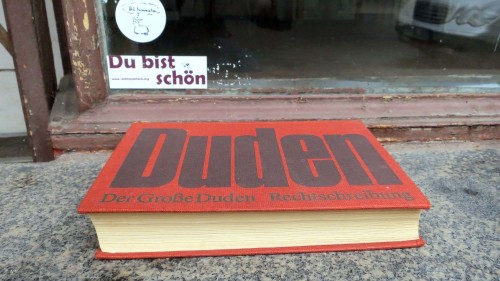 Du bist
schön
Duden
Der Große Duden Rechtschreibung